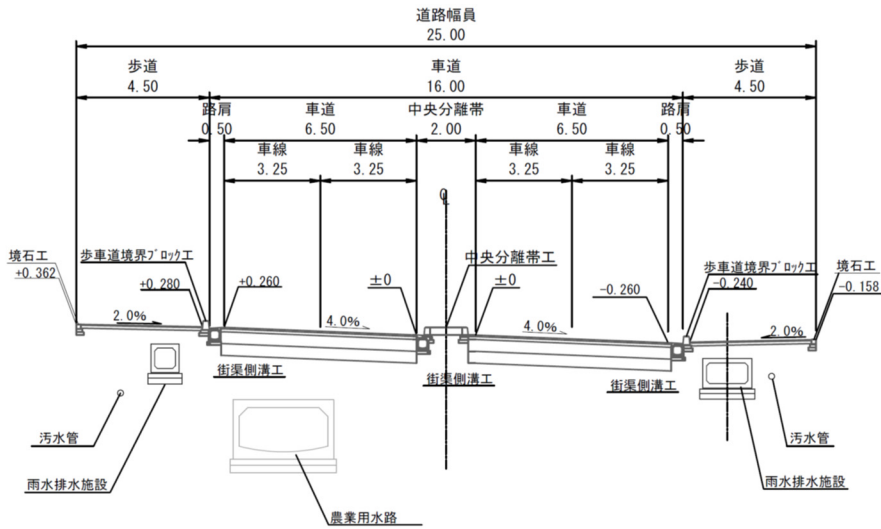 道路幅員
25.00
歩道 車道 歩道
4.50 16.00 4.50
路肩 車道 中央分離帯 車道 路肩
0.50 6.50 2.00 6.50 0.50
車線 車線 車線 車線
3.25 3.25 3.25 3.25
境石工 歩車道境界ブロック工 中央分離帯工 歩車道境界ブロック工 境石工
+0.362 +0.280 +0.260 ±0 ±0 -0.260 -0.240 -0.158
2.0% 4.0% 4.0% 2.0%
街渠側溝工 街渠側溝工 街渠側溝工
汚水管 汚水管
雨水排水施設 雨水排水施設
農業用水路